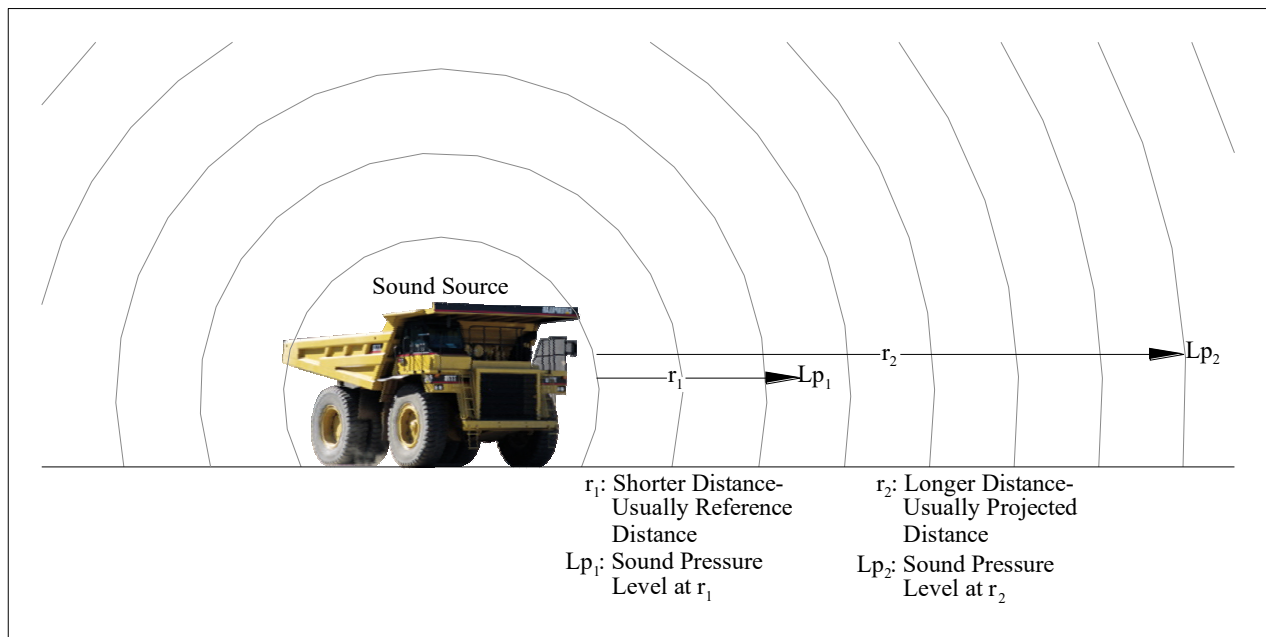 Sound Source
r₂
Lp₂
r₁
Lp₁
r₁: Shorter Distance-
Usually Reference
Distance
Lp₁: Sound Pressure
Level at r₁
r₂: Longer Distance-
Usually Projected
Distance
Lp₂: Sound Pressure
Level at r₂